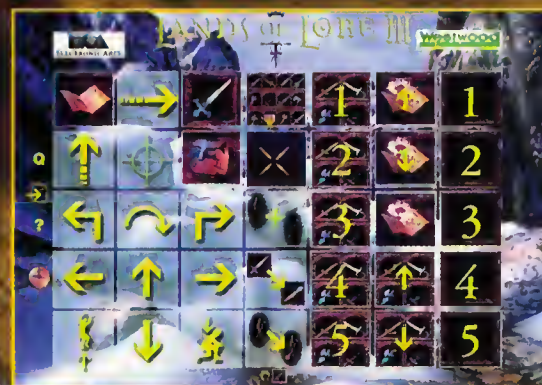 ELECTRONIC ARTS
LANDS OF LORE III
Westwood
1 1
Q 2 2
? 3 3
4 4
5 5